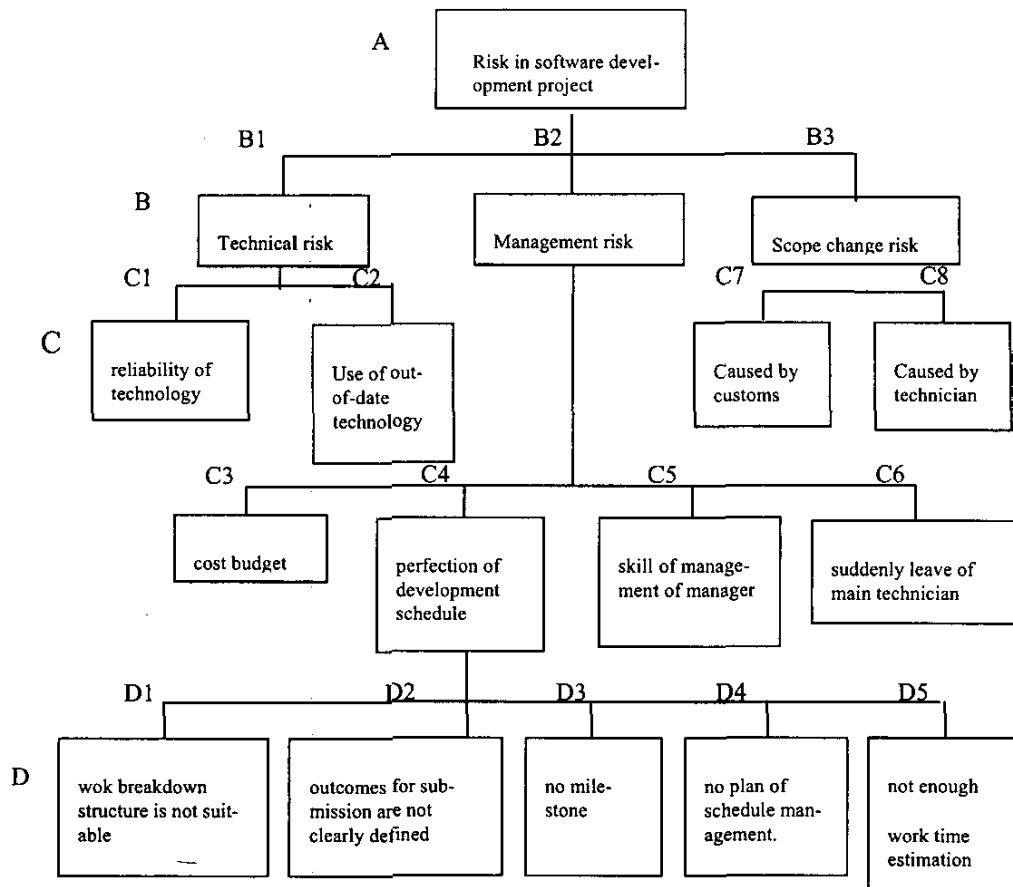 A
Risk in software devel-
opment project
B1
B2
B3
B
Technical risk
Management risk
Scope change risk
C1
C2
C7
C8
C
reliability of
technology
Use of out-
of-date
technology
Caused by
customs
Caused by
technician
C3
C4
C5
C6
cost budget
perfection of
development
schedule
skill of manage-
ment of manager
suddenly leave of
main technician
D1
D2
D3
D4
D5
D
wok breakdown
structure is not suit-
able
outcomes for sub-
mission are not
clearly defined
no mile-
stone
no plan of
schedule man-
agement.
not enough
work time
estimation